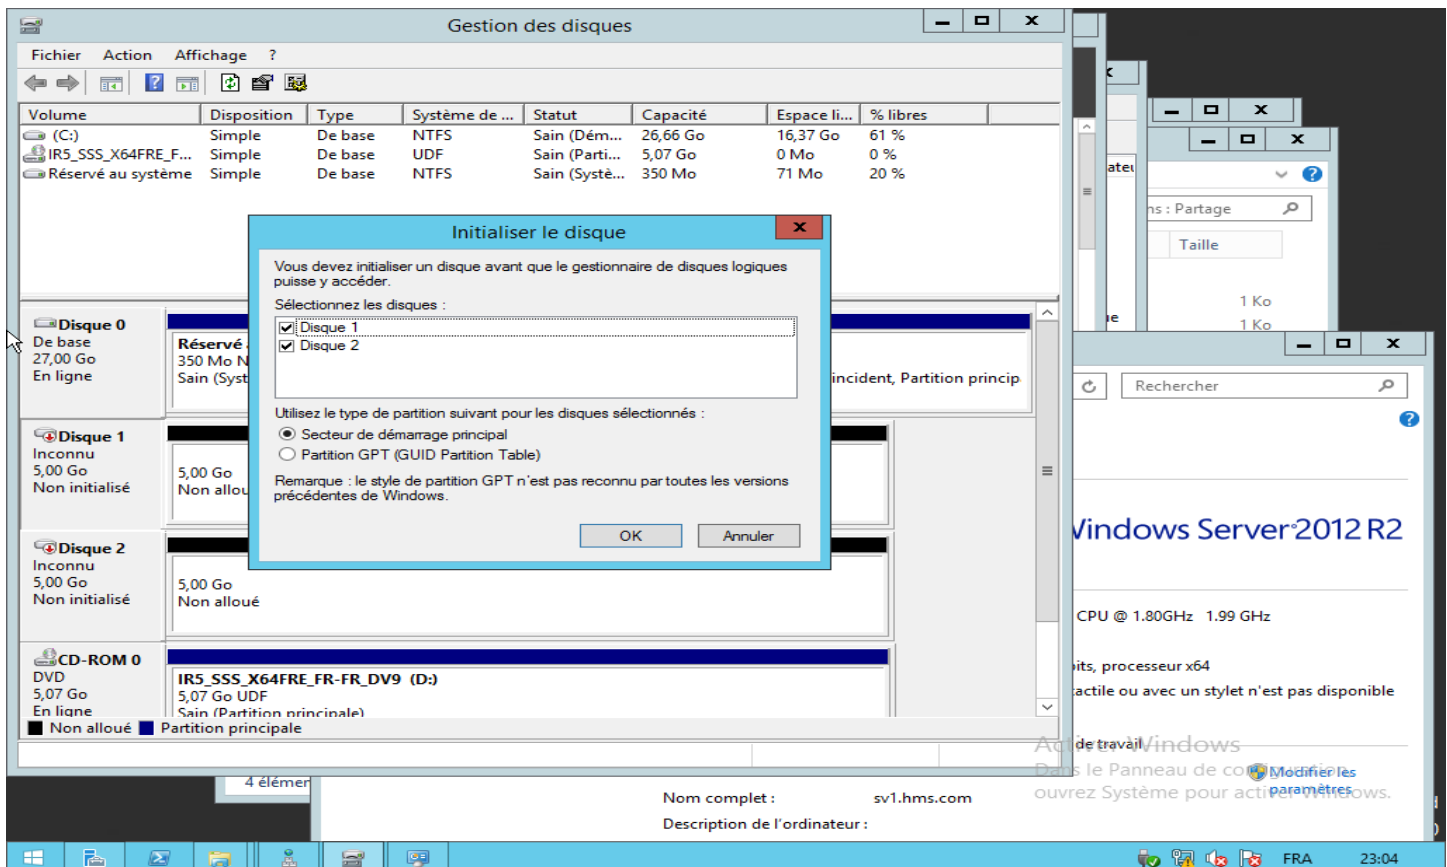 Gestion des disques
Fichier Action Affichage ?
Volume Disposition Type Système de ... Statut Capacité Espace li... % libres
(C:) Simple De base NTFS Sain (Dém... 26,66 Go 16,37 Go 61 %
IR5_SSS_X64FRE_F... Simple De base UDF Sain (Parti... 5,07 Go 0 Mo 0 %
Réservé au système Simple De base NTFS Sain (Systè... 350 Mo 71 Mo 20 %
Initialiser le disque
Vous devez initialiser un disque avant que le gestionnaire de disques logiques
puisse y accéder.
Sélectionnez les disques :
Disque 1
Disque 2
Utilisez le type de partition suivant pour les disques sélectionnés :
Secteur de démarrage principal
Partition GPT (GUID Partition Table)
Remarque : le style de partition GPT n'est pas reconnu par toutes les versions
précédentes de Windows.
OK Annuler
Disque 0
De base
27,00 Go
En ligne
Réservé
350 Mo N
Sain (Syst
incident, Partition princip
Disque 1
Inconnu
5,00 Go
Non initialisé
5,00 Go
Non allou
Disque 2
Inconnu
5,00 Go
Non initialisé
5,00 Go
Non alloué
CD-ROM 0
DVD
5,07 Go
En ligne
IR5_SSS_X64FRE_FR-FR_DV9 (D:)
5,07 Go UDF
Sain (Partition principale)
Non alloué Partition principale
ns : Partage
Taille
1 Ko
1 Ko
Rechercher
Windows Server 2012 R2
CPU @ 1.80GHz 1.99 GHz
bits, processeur x64
tactile ou avec un stylet n'est pas disponible
de travail
Activer Windows
Dans le Panneau de configuration,
ouvrez Système pour activer Windows.
Modifier les
paramètres
4 élémen
Nom complet : sv1.hms.com
Description de l'ordinateur :
FRA 23:04